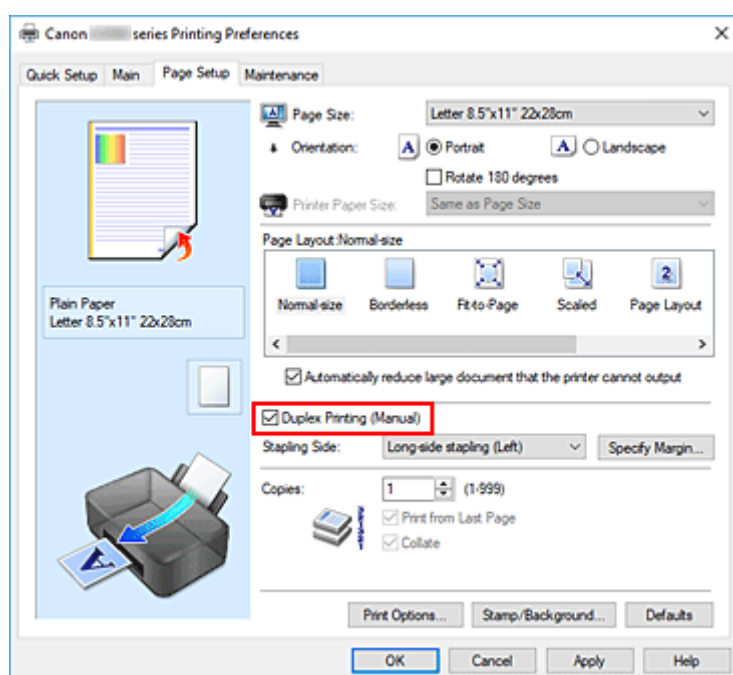 Canon series Printing Preferences
Quick Setup Main Page Setup Maintenance
Page Size: Letter 8.5"x11" 22x28cm
Orientation: A Portrait A Landscape
Rotate 180 degrees
Printer Paper Size: Same as Page Size
Page Layout:Normal-size
Normal-size Borderless Fit-to-Page Scaled 2 Page Layout
Plain Paper
Letter 8.5"x11" 22x28cm
Automatically reduce large document that the printer cannot output
Duplex Printing (Manual)
Stapling Side: Long-side stapling (Left) Specify Margin...
Copies: 1 (1-999)
Print from Last Page
Collate
A
Print Options... Stamp/Background... Defaults
OK Cancel Apply Help